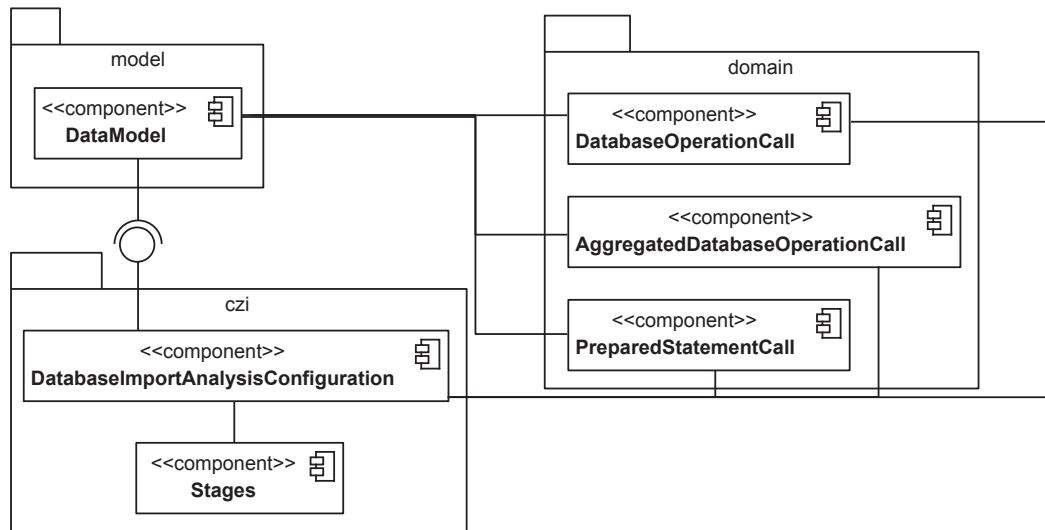 model
<<component>>
DataModel
domain
<<component>>
DatabaseOperationCall
<<component>>
AggregatedDatabaseOperationCall
<<component>>
PreparedStatementCall
czi
<<component>>
DatabaseImportAnalysisConfiguration
<<component>>
Stages